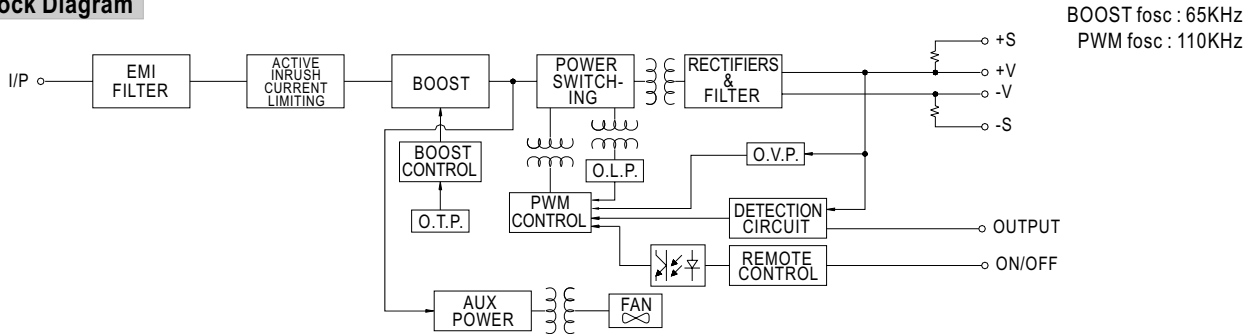 ock Diagram
BOOST fosc : 65KHz
PWM fosc : 110KHz
I/P
EMI
FILTER
ACTIVE
INRUSH
CURRENT
LIMITING
BOOST
POWER
SWITCH-
ING
RECTIFIERS
&
FILTER
+S
+V
-V
-S
BOOST
CONTROL
O.T.P.
O.L.P.
O.V.P.
PWM
CONTROL
DETECTION
CIRCUIT
OUTPUT
REMOTE
CONTROL
ON/OFF
AUX
POWER
FAN